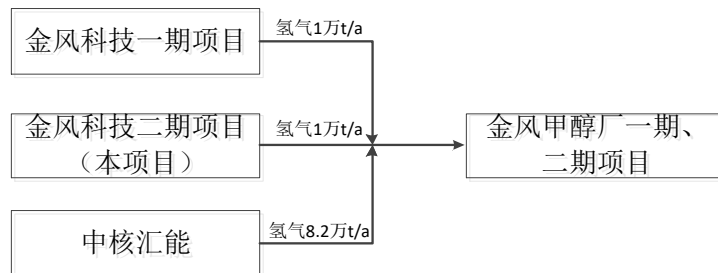 金风科技一期项目
氢气1万t/a
金风科技二期项目
（本项目）
氢气1万t/a
金风甲醇厂一期、
二期项目
中核汇能
氢气8.2万t/a